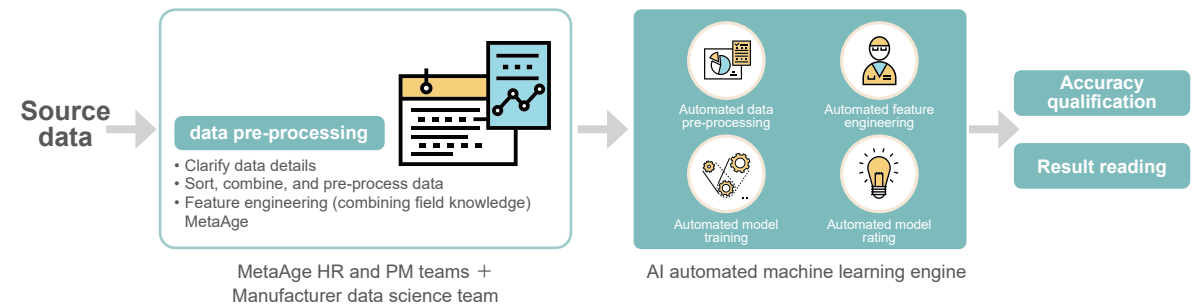 Source
data
data pre-processing
• Clarify data details
• Sort, combine, and pre-process data
• Feature engineering (combining field knowledge)
MetaAge
MetaAge HR and PM teams ＋
Manufacturer data science team
Automated data
pre-processing
Automated feature
engineering
Automated model
training
Automated model
rating
AI automated machine learning engine
Accuracy
qualification
Result reading